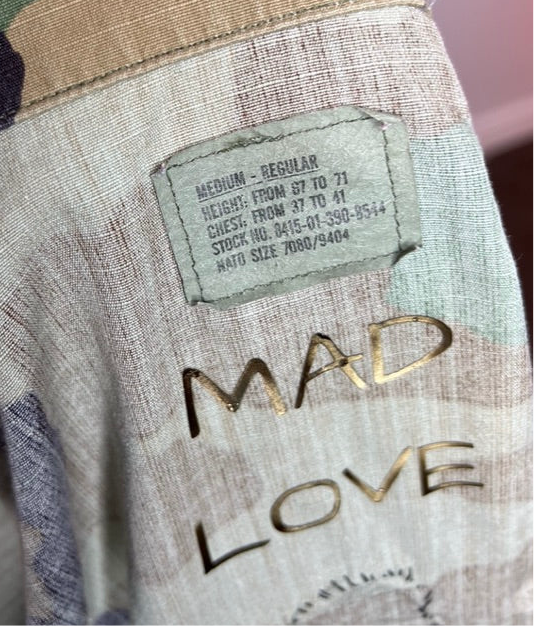 MEDIUM - REGULAR
HEIGHT: FROM 67 TO 71
CHEST: FROM 37 TO 41
STOCK NO. 8415-01-390-8544
NATO SIZE 7080/9404
MAD
LOVE